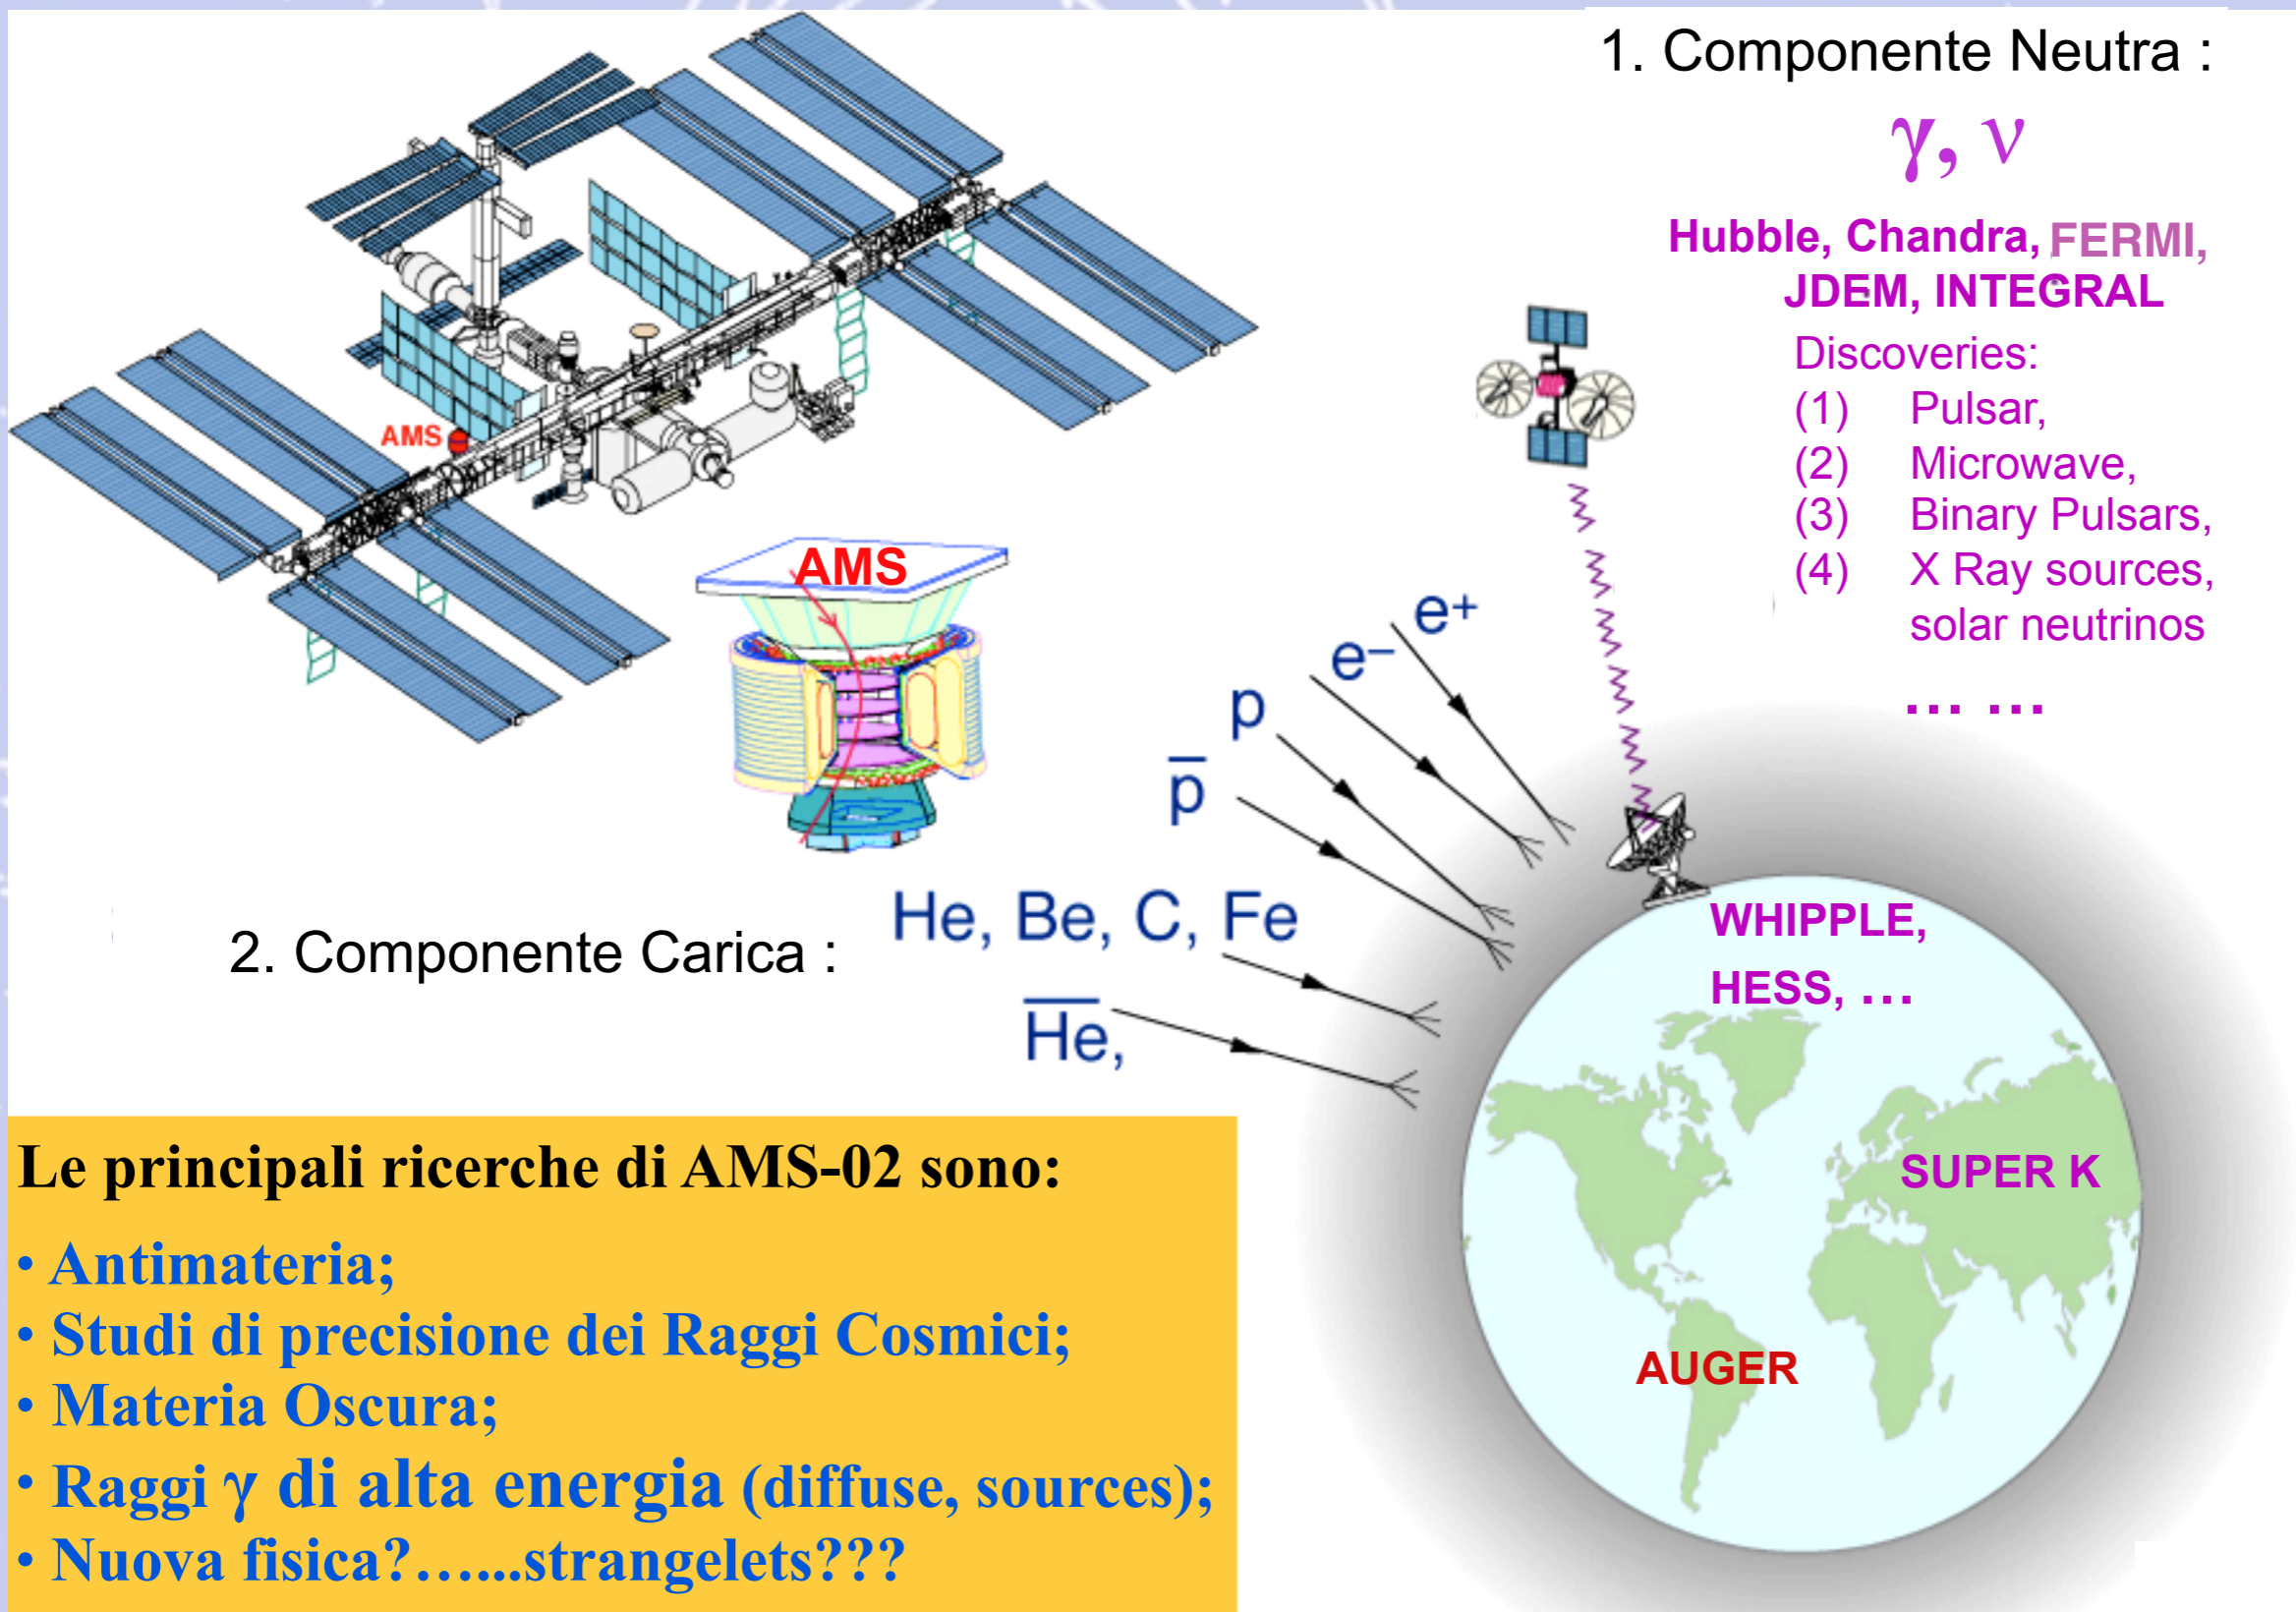 1. Componente Neutra :
γ, ν
Hubble, Chandra, FERMI,
JDEM, INTEGRAL
Discoveries:
(1) Pulsar,
(2) Microwave,
(3) Binary Pulsars,
(4) X Ray sources,
solar neutrinos
... ...
AMS
AMS
e⁺
e⁻
p
p̅
He, Be, C, Fe
2. Componente Carica :
H̅e̅,
WHIPPLE,
HESS, ...
SUPER K
AUGER
Le principali ricerche di AMS-02 sono:
• Antimateria;
• Studi di precisione dei Raggi Cosmici;
• Materia Oscura;
• Raggi γ di alta energia (diffuse, sources);
• Nuova fisica?…...strangelets???